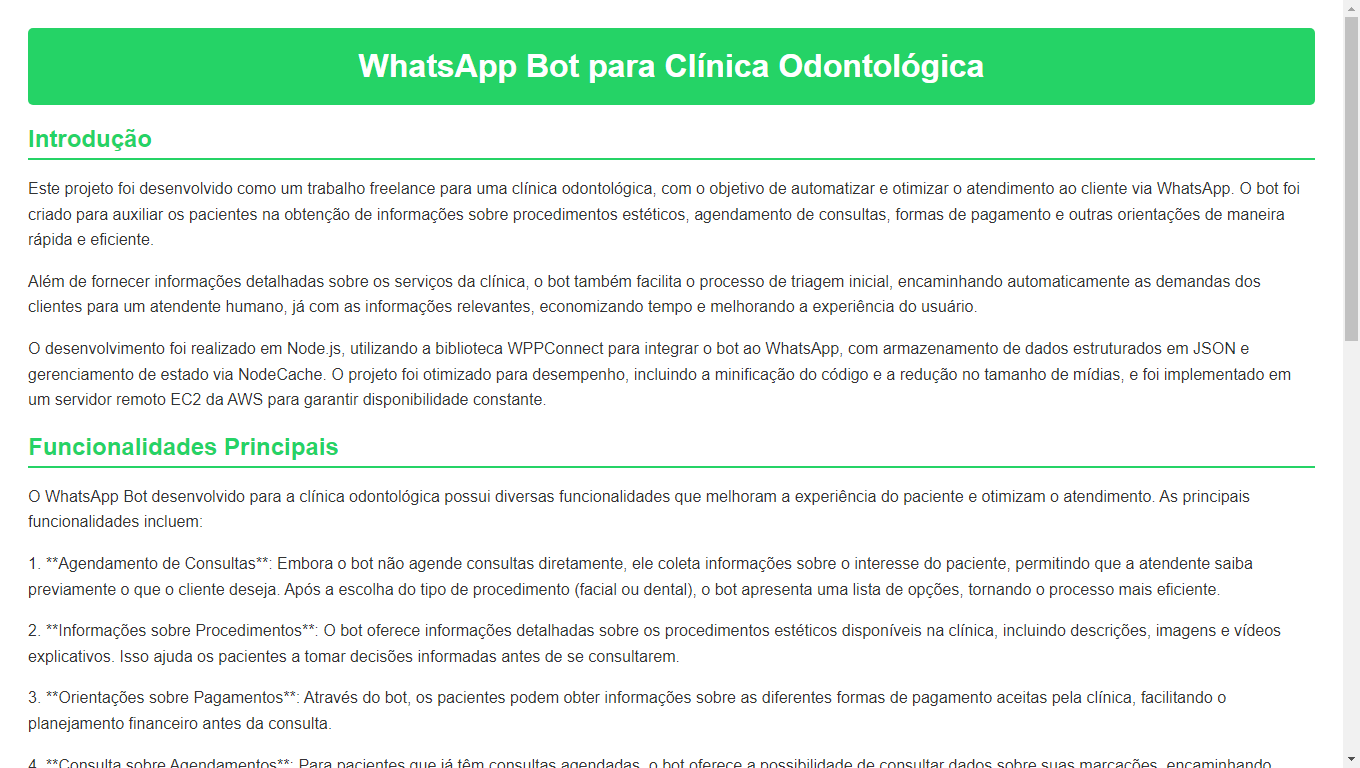 WhatsApp Bot para Clínica Odontológica
Introdução
Este projeto foi desenvolvido como um trabalho freelance para uma clínica odontológica, com o objetivo de automatizar e otimizar o atendimento ao cliente via WhatsApp. O bot foi
criado para auxiliar os pacientes na obtenção de informações sobre procedimentos estéticos, agendamento de consultas, formas de pagamento e outras orientações de maneira
rápida e eficiente.
Além de fornecer informações detalhadas sobre os serviços da clínica, o bot também facilita o processo de triagem inicial, encaminhando automaticamente as demandas dos
clientes para um atendente humano, já com as informações relevantes, economizando tempo e melhorando a experiência do usuário.
O desenvolvimento foi realizado em Node.js, utilizando a biblioteca WPPConnect para integrar o bot ao WhatsApp, com armazenamento de dados estruturados em JSON e
gerenciamento de estado via NodeCache. O projeto foi otimizado para desempenho, incluindo a minificação do código e a redução no tamanho de mídias, e foi implementado em
um servidor remoto EC2 da AWS para garantir disponibilidade constante.
Funcionalidades Principais
O WhatsApp Bot desenvolvido para a clínica odontológica possui diversas funcionalidades que melhoram a experiência do paciente e otimizam o atendimento. As principais
funcionalidades incluem:
1. **Agendamento de Consultas**: Embora o bot não agende consultas diretamente, ele coleta informações sobre o interesse do paciente, permitindo que a atendente saiba
previamente o que o cliente deseja. Após a escolha do tipo de procedimento (facial ou dental), o bot apresenta uma lista de opções, tornando o processo mais eficiente.
2. **Informações sobre Procedimentos**: O bot oferece informações detalhadas sobre os procedimentos estéticos disponíveis na clínica, incluindo descrições, imagens e vídeos
explicativos. Isso ajuda os pacientes a tomar decisões informadas antes de se consultarem.
3. **Orientações sobre Pagamentos**: Através do bot, os pacientes podem obter informações sobre as diferentes formas de pagamento aceitas pela clínica, facilitando o
planejamento financeiro antes da consulta.
4. **Consulta sobre Agendamentos**: Para pacientes que já têm consultas agendadas, o bot oferece a possibilidade de consultar dados sobre suas marcações, encaminhando